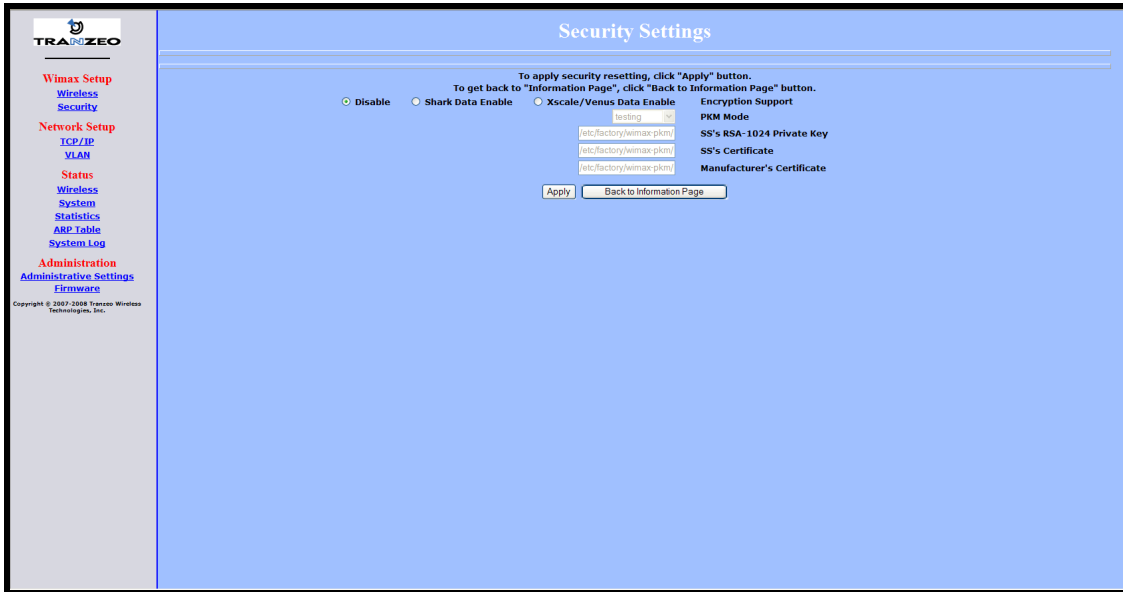 TRANZEO
Wimax Setup
Wireless
Security
Network Setup
TCP/IP
VLAN
Status
Wireless
System
Statistics
ARP Table
System Log
Administration
Administrative Settings
Firmware
Copyright © 2007-2008 Tranzeo Wireless
Technologies, Inc.
Security Settings
To apply security resetting, click "Apply" button.
To get back to "Information Page", click "Back to Information Page" button.
Disable Shark Data Enable Xscale/Venus Data Enable Encryption Support
testing PKM Mode
/etc/factory/wimax-pkm/ SS's RSA-1024 Private Key
/etc/factory/wimax-pkm/ SS's Certificate
/etc/factory/wimax-pkm/ Manufacturer's Certificate
Apply Back to Information Page